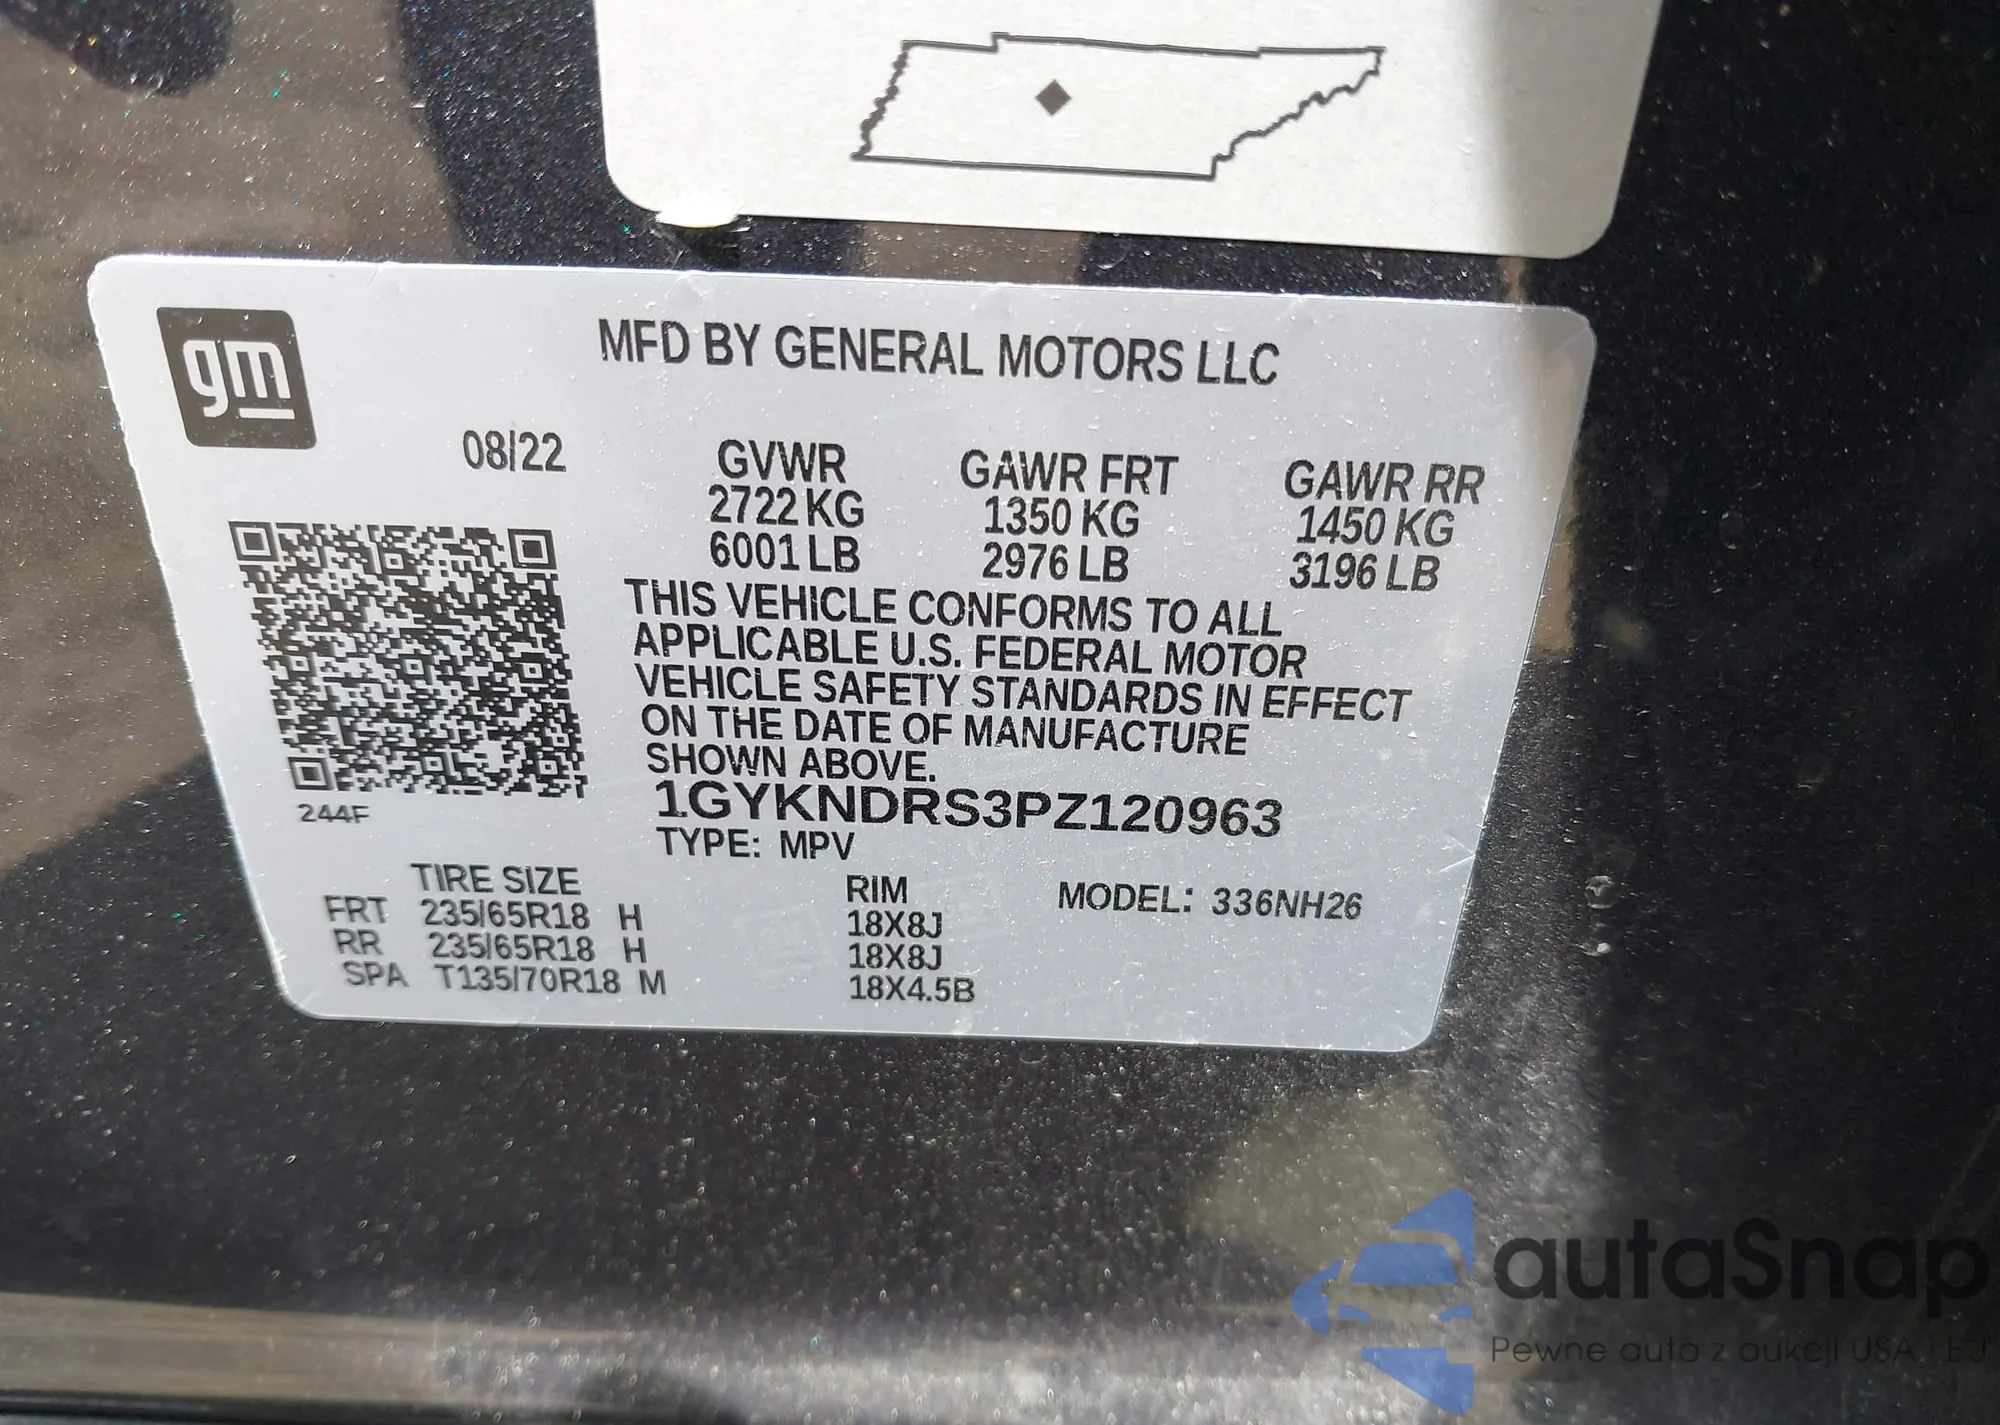 gm
MFD BY GENERAL MOTORS LLC
08/22
GVWR GAWR FRT GAWR RR
2722 KG 1350 KG 1450 KG
6001 LB 2976 LB 3196 LB
THIS VEHICLE CONFORMS TO ALL
APPLICABLE U.S. FEDERAL MOTOR
VEHICLE SAFETY STANDARDS IN EFFECT
ON THE DATE OF MANUFACTURE
SHOWN ABOVE.
244F
1GYKNDRS3PZ120963
TYPE: MPV
TIRE SIZE RIM MODEL: 336NH26
FRT 235/65R18 H 18X8J
RR 235/65R18 H 18X8J
SPA T135/70R18 M 18X4.5B
autaSnap
Pewne auta z aukcji USA i EU